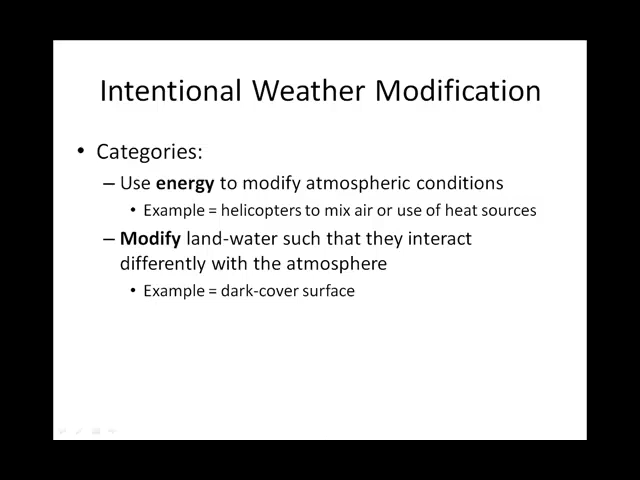 Intentional Weather Modification
• Categories:
– Use energy to modify atmospheric conditions
• Example = helicopters to mix air or use of heat sources
– Modify land-water such that they interact
differently with the atmosphere
• Example = dark-cover surface